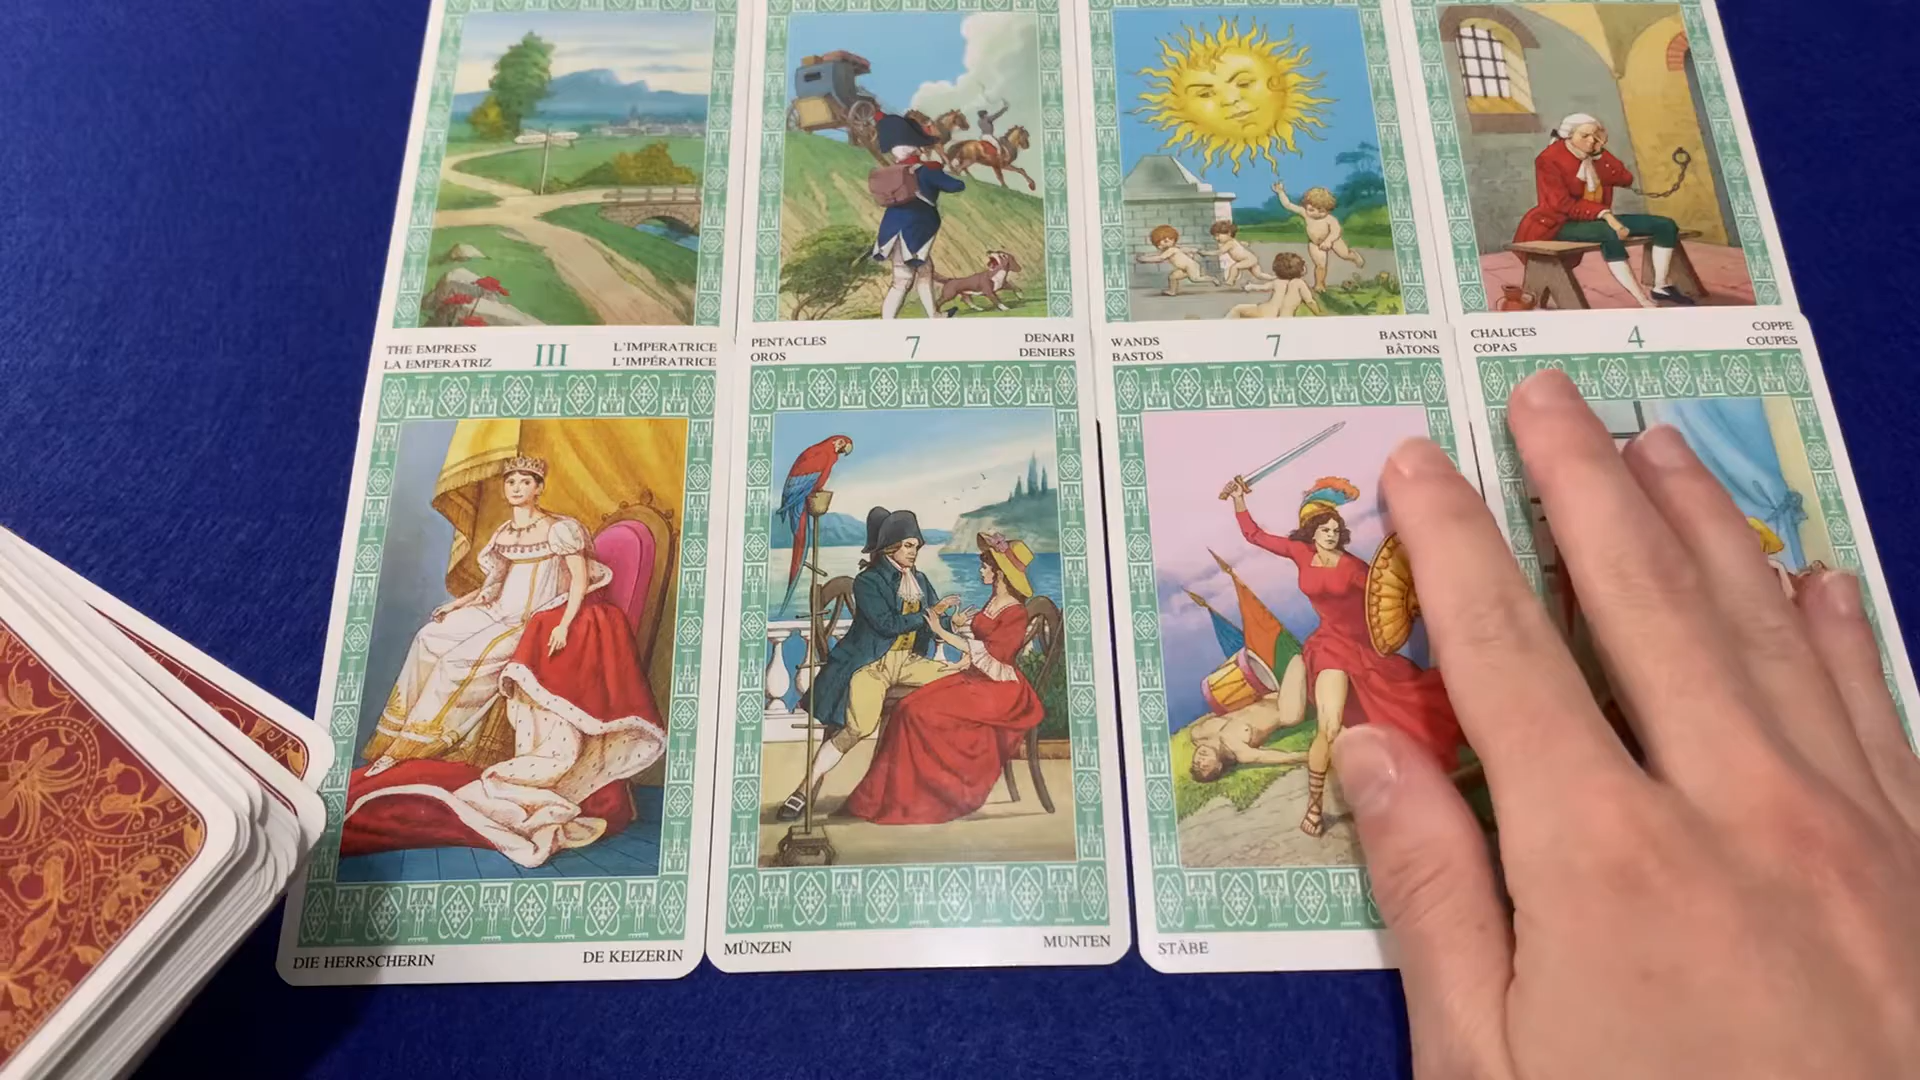 THE EMPRESS III L'IMPERATRICE
LA EMPERATRIZ L'IMPÉRATRICE
PENTACLES 7 DENARI
OROS DENIERS
WANDS 7 BASTONI
BASTOS BÂTONS
CHALICES 4 COPPE
COPAS COUPES
DIE HERRSCHERIN DE KEIZERIN
MÜNZEN MUNTEN
STÄBE